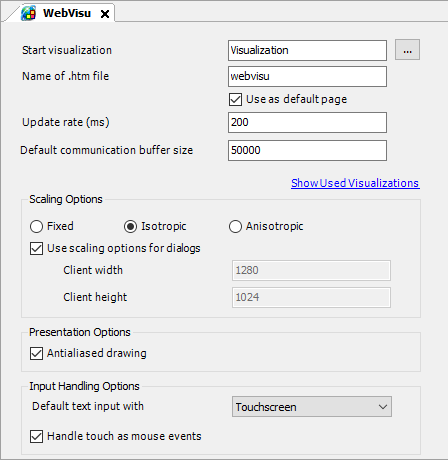 WebVisu
Start visualization Visualization ...
Name of .htm file webvisu
Use as default page
Update rate (ms) 200
Default communication buffer size 50000
Show Used Visualizations
Scaling Options
Fixed Isotropic Anisotropic
Use scaling options for dialogs
Client width 1280
Client height 1024
Presentation Options
Antialiased drawing
Input Handling Options
Default text input with Touchscreen
Handle touch as mouse events